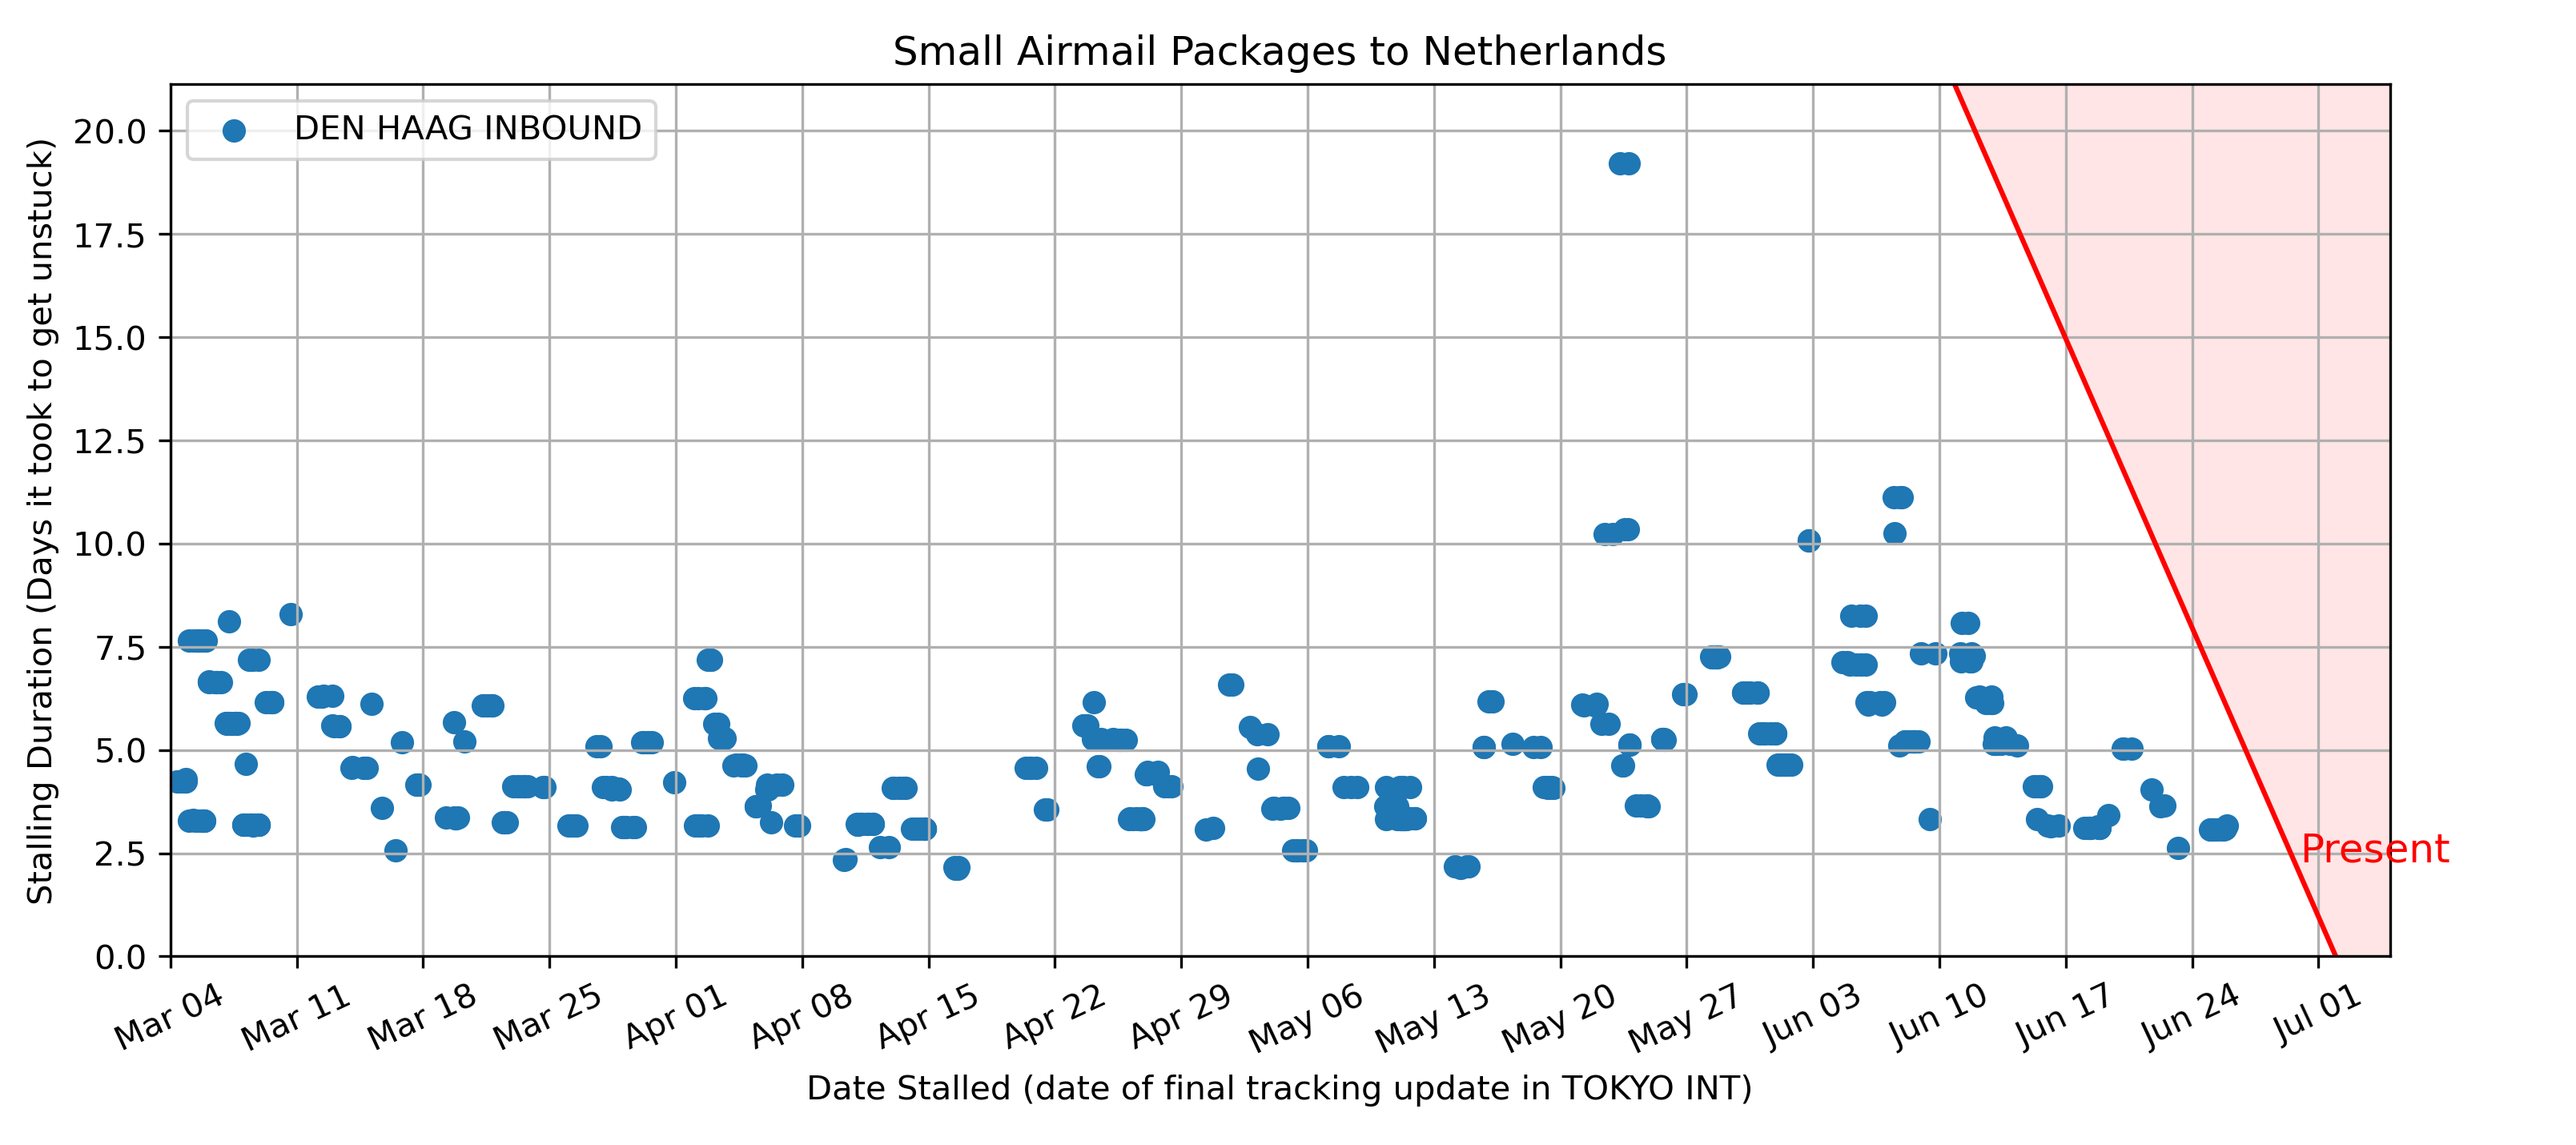 Small Airmail Packages to Netherlands
DEN HAAG INBOUND
Stalling Duration (Days it took to get unstuck)
20.0
17.5
15.0
12.5
10.0
7.5
5.0
2.5
0.0
Present
Mar 04 Mar 11 Mar 18 Mar 25 Apr 01 Apr 08 Apr 15 Apr 22 Apr 29 May 06 May 13 May 20 May 27 Jun 03 Jun 10 Jun 17 Jun 24 Jul 01
Date Stalled (date of final tracking update in TOKYO INT)